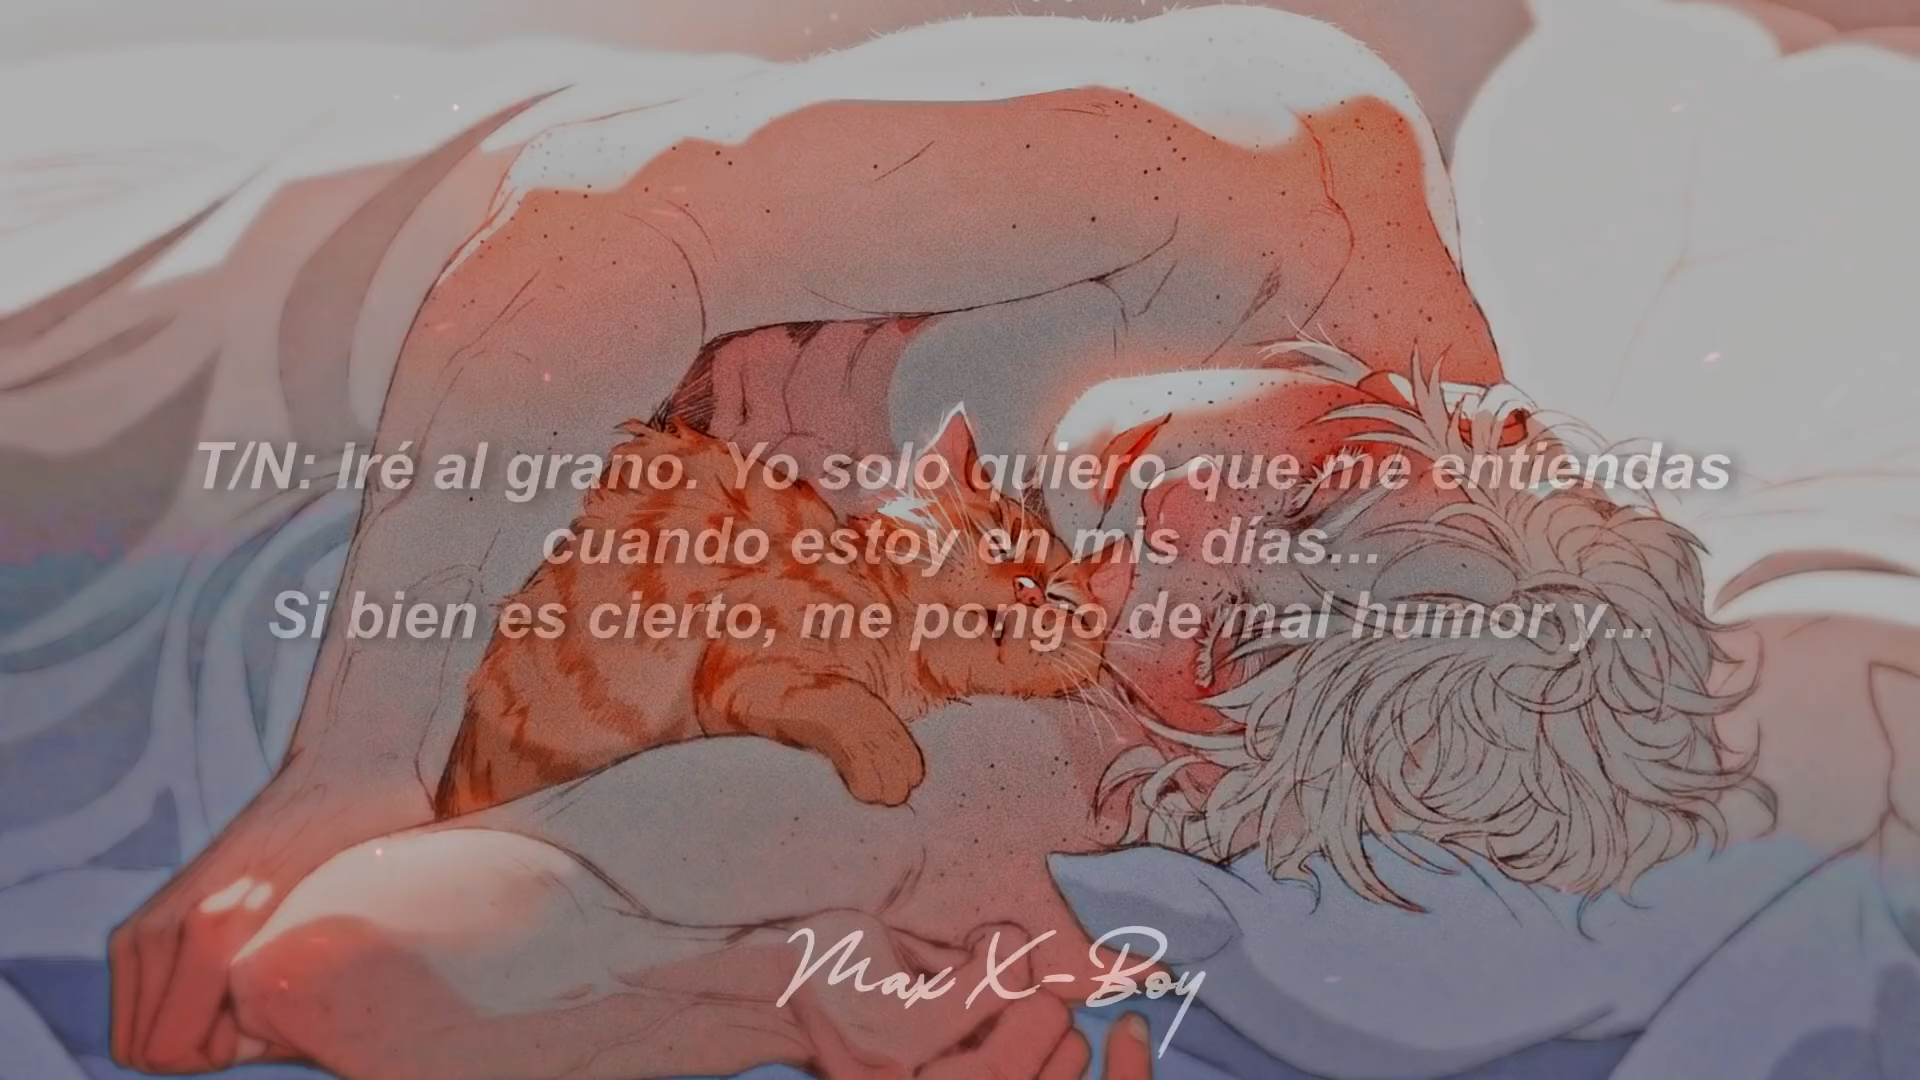 T/N: Iré al grano. Yo solo quiero que me entiendas
cuando estoy en mis días...
Si bien es cierto, me pongo de mal humor y...
Max X-Boy